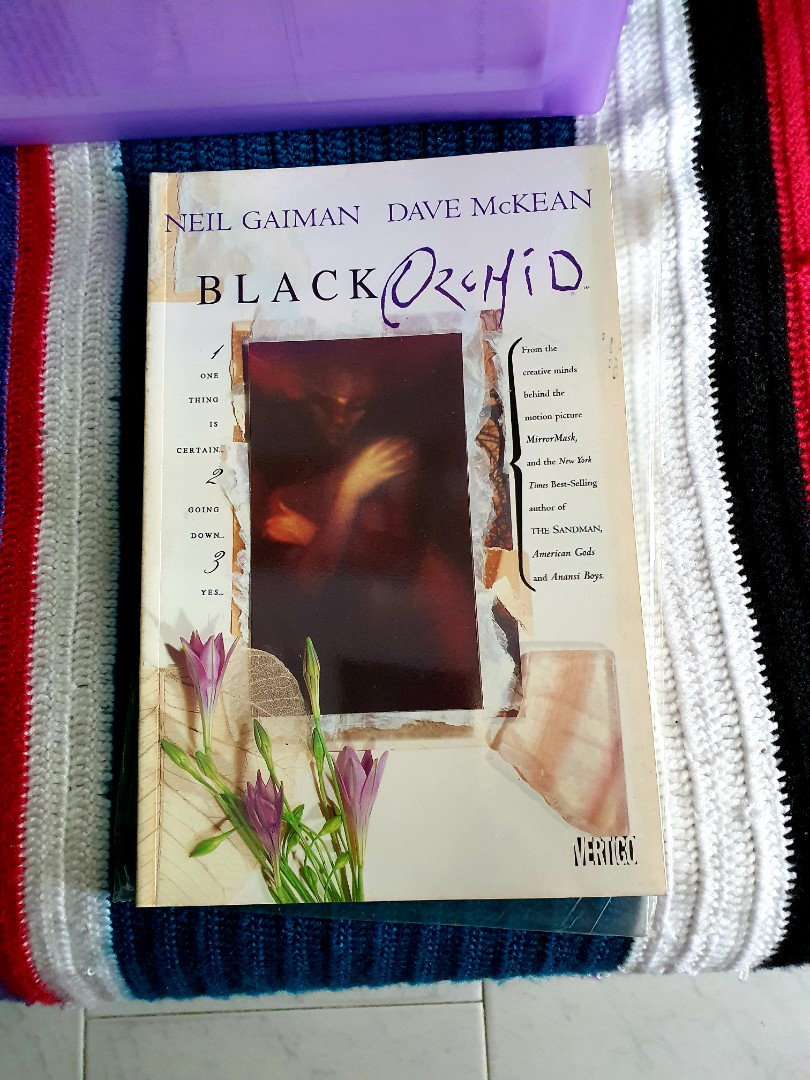 NEIL GAIMAN DAVE McKEAN
BLACK ORCHiD
1
ONE
THING
IS
CERTAIN..
2
GOING
DOWN..
3
YES...
From the
creative minds
behind the
motion picture
MirrorMask,
and the New York
Times Best-Selling
author of
THE SANDMAN,
American Gods
and Anansi Boys.
VERTIGO